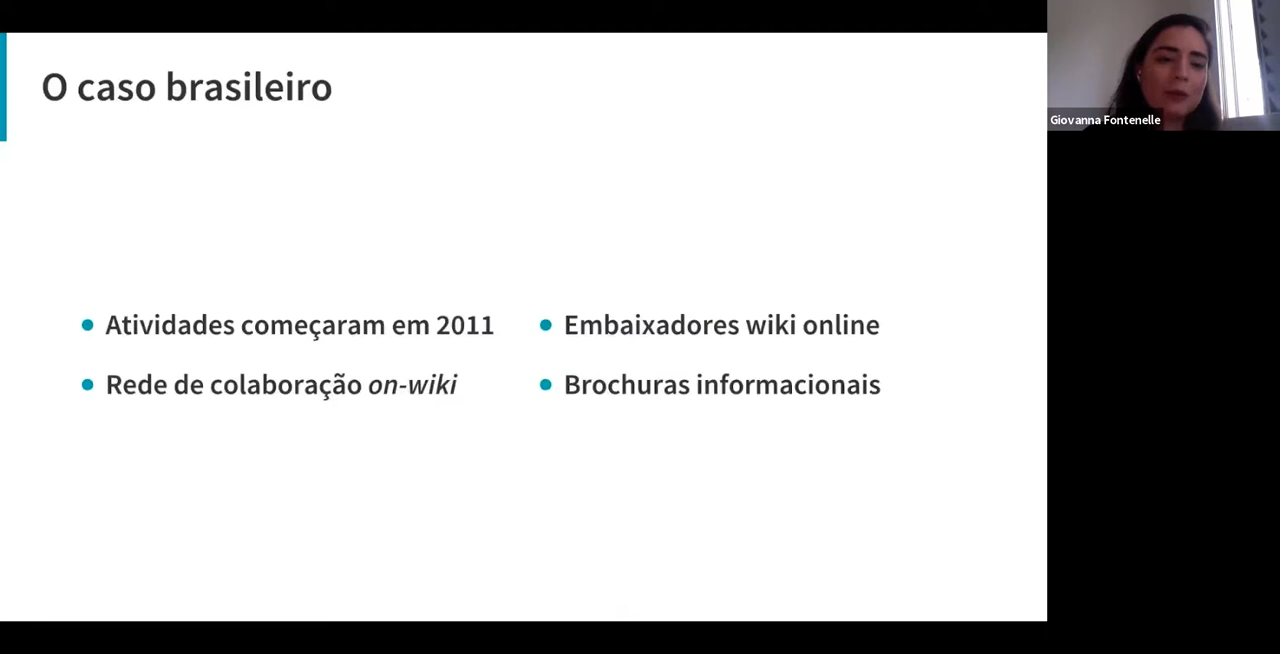 O caso brasileiro
Giovanna Fontenelle
Atividades começaram em 2011
Rede de colaboração on-wiki
Embaixadores wiki online
Brochuras informacionais